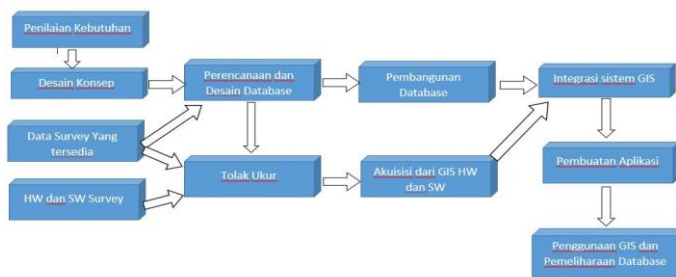 Penilaian Kebutuhan
Desain Konsep
Perencanaan dan
Desain Database
Pembangunan
Database
Integrasi sistem GIS
Data Survey Yang
tersedia
Tolak Ukur
Akuisisi dari GIS HW
dan SW
Pembuatan Aplikasi
HW dan SW Survey
Penggunaan GIS dan
Pemeliharaan Database